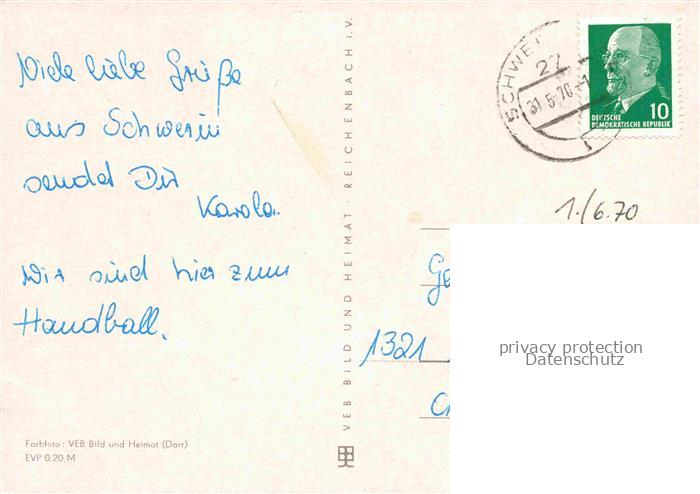 Viele liebe Grüße
aus Schwerin
sendet Dir
Karola.
Wir sind hier zum
Handball.
Farbfoto: VEB Bild und Heimat (Darr)
EVP 0,20 M
VEB BILD UND HEIMAT · REICHENBACH I.V.
SCHWE
27
31.5.70
10
DEUTSCHE
DEMOKRATISCHE REPUBLIK
1./6.70
Ge
1321
privacy protection
Datenschutz